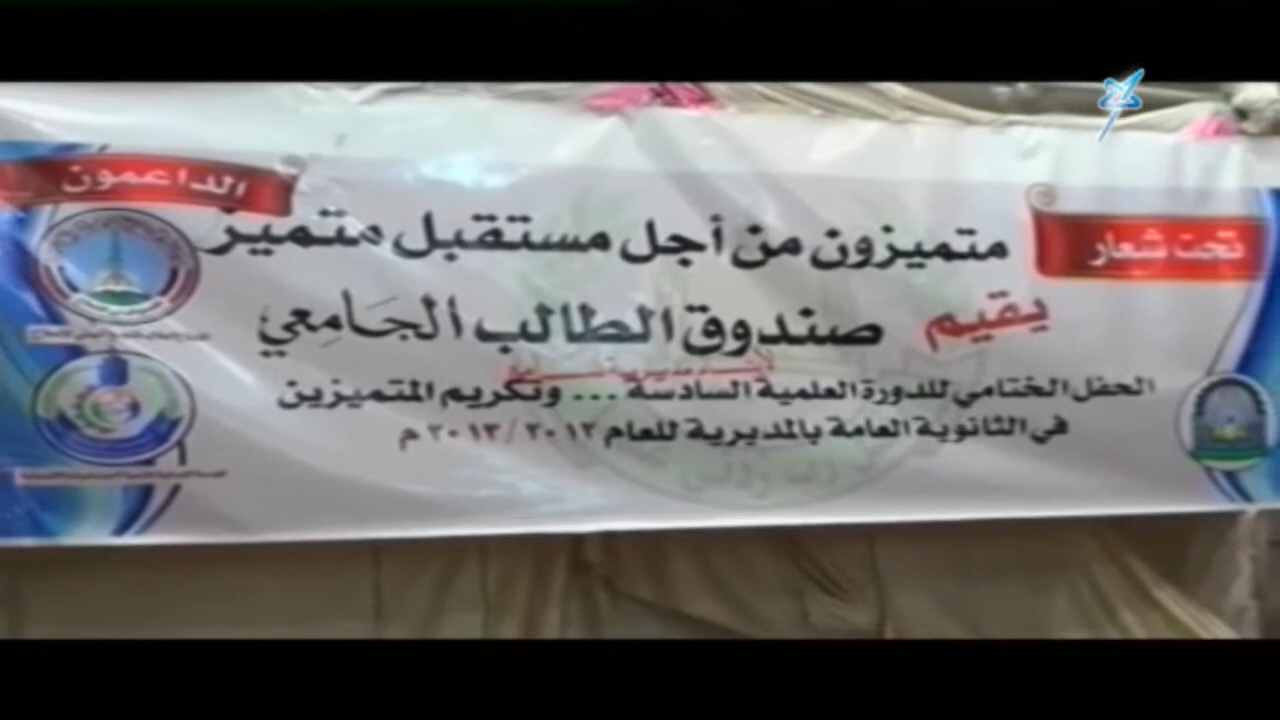 تحت شعار
متميزون من أجل مستقبل متميز
الداعمون
يقيم صندوق الطالب الجامعي
الحفل الختامي للدورة العلمية السادسة ... وتكريم المتميزين
في الثانوية العامة بالمديرية للعام ٢٠١٢/٢٠١٣ م